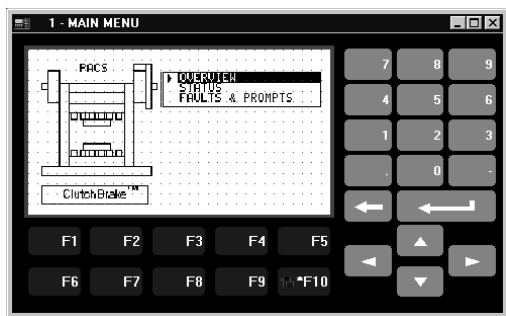 1 - MAIN MENU
PACS
OVERVIEW
STATUS
FAULTS & PROMPTS
ClutchBrake™
7 8 9
4 5 6
1 2 3
. 0 -
F1 F2 F3 F4 F5
F6 F7 F8 F9 *F10